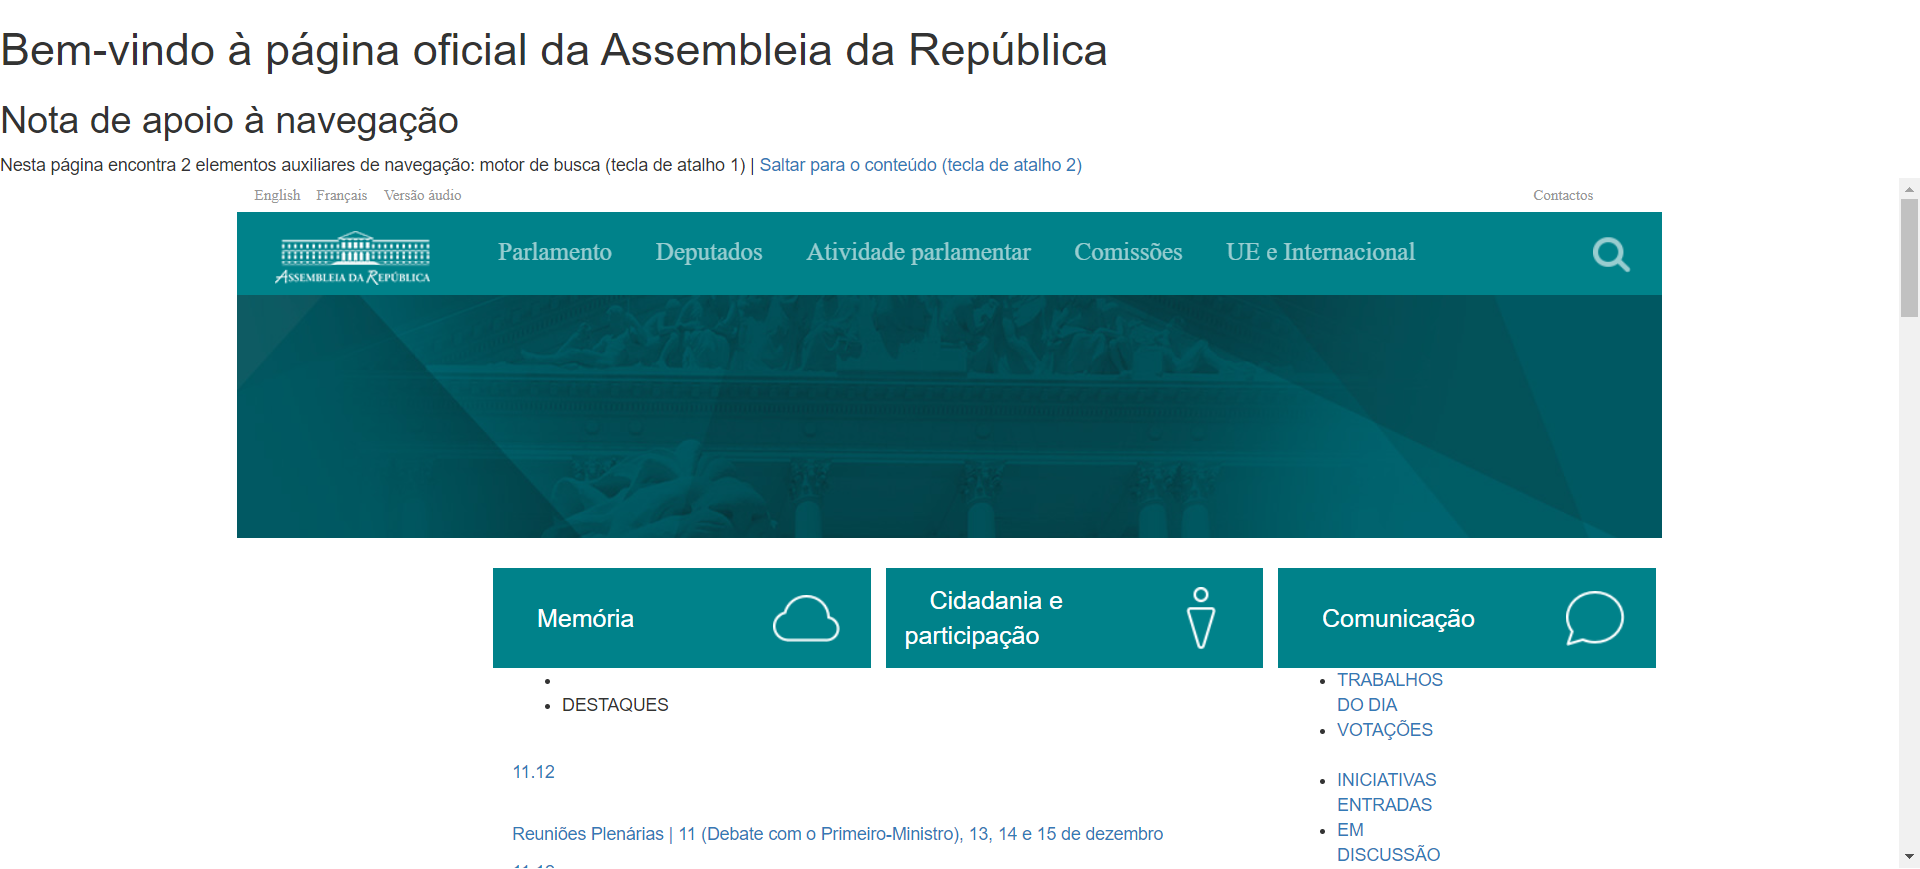 Bem-vindo à página oficial da Assembleia da República
Nota de apoio à navegação
Nesta página encontra 2 elementos auxiliares de navegação: motor de busca (tecla de atalho 1) | Saltar para o conteúdo (tecla de atalho 2)
English Français Versão áudio Contactos
ASSEMBLEIA DA REPÚBLICA
Parlamento Deputados Atividade parlamentar Comissões UE e Internacional
Memória
Cidadania e
participação
Comunicação
DESTAQUES
11.12
Reuniões Plenárias | 11 (Debate com o Primeiro-Ministro), 13, 14 e 15 de dezembro
TRABALHOS
DO DIA
VOTAÇÕES
INICIATIVAS
ENTRADAS
EM
DISCUSSÃO